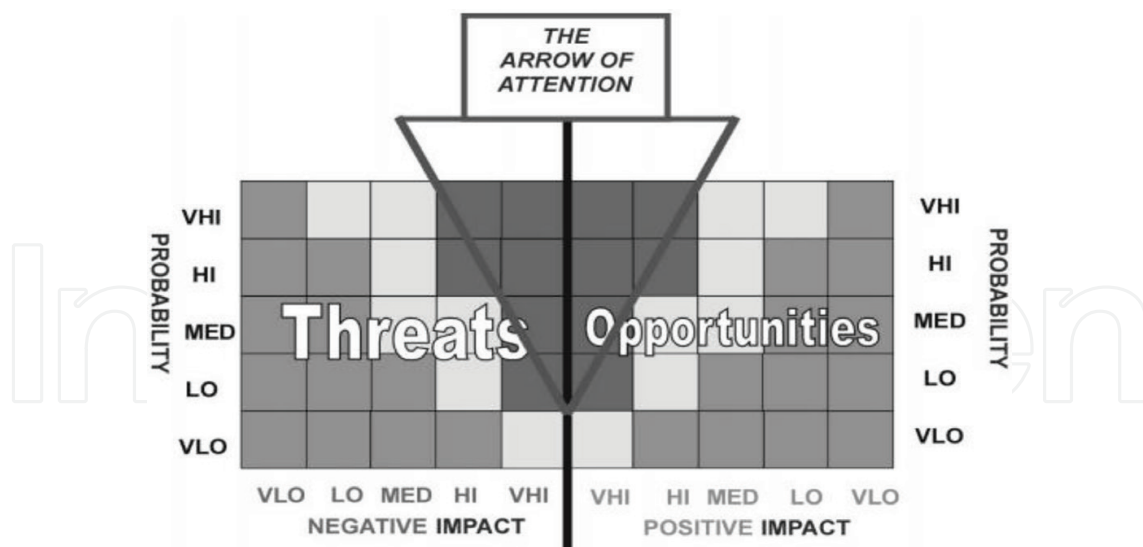 THE
ARROW OF
ATTENTION
PROBABILITY
VHI
HI
MED
LO
VLO
Threats
Opportunities
VHI
HI
MED
LO
VLO
PROBABILITY
VLO LO MED HI VHI VHI HI MED LO VLO
NEGATIVE IMPACT POSITIVE IMPACT